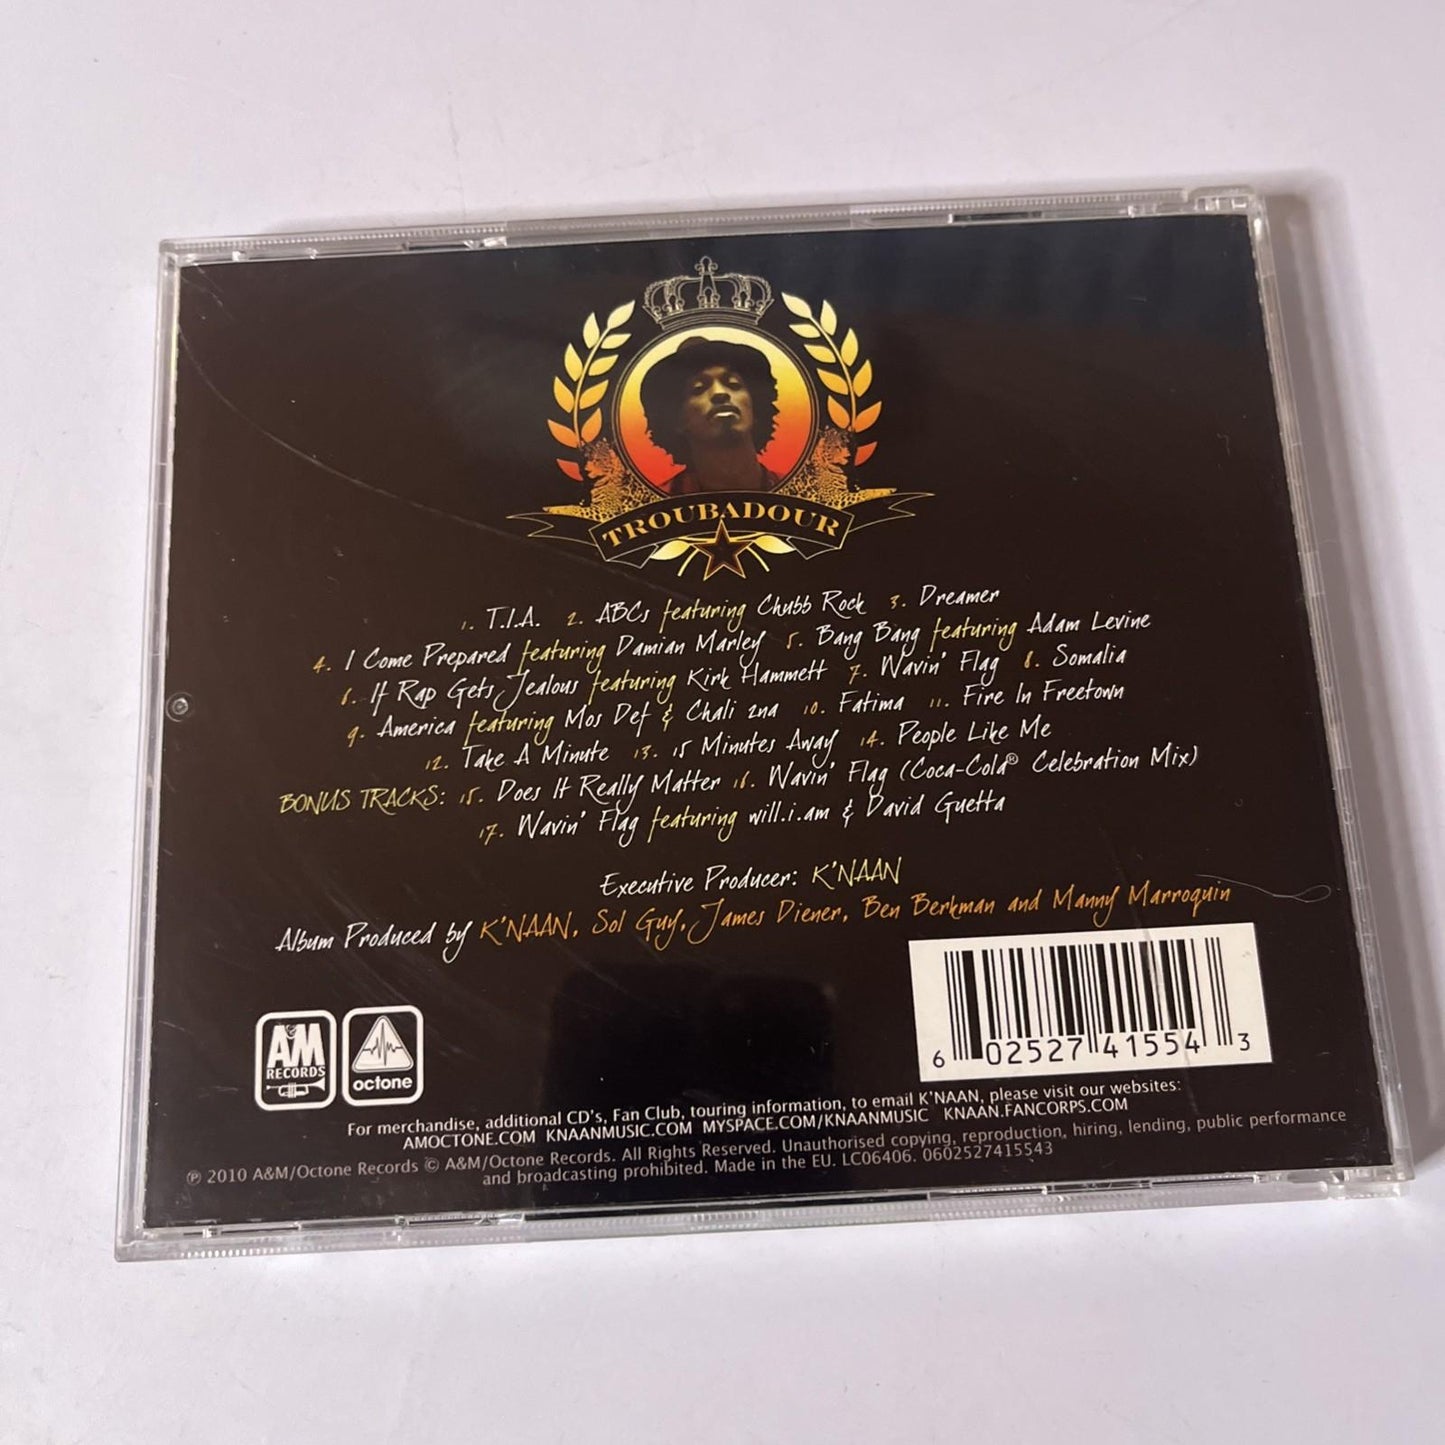 TROUBADOUR
1. T.I.A. 2. ABCs featuring Chubb Rock 3. Dreamer
4. I Come Prepared featuring Damian Marley 5. Bang Bang featuring Adam Levine
6. If Rap Gets Jealous featuring Kirk Hammett 7. Wavin' Flag 8. Somalia
9. America featuring Mos Def & Chali 2na 10. Fatima 11. Fire In Freetown
12. Take A Minute 13. 15 Minutes Away 14. People Like Me
BONUS TRACKS: 15. Does It Really Matter 16. Wavin' Flag (Coca-Cola® Celebration Mix)
17. Wavin' Flag featuring will.i.am & David Guetta
Executive Producer: K'NAAN
Album Produced by K'NAAN, Sol Guy, James Diener, Ben Berkman and Manny Marroquin
A&M RECORDS
octone
6 02527 41554 3
For merchandise, additional CD's, Fan Club, touring information, to email K'NAAN, please visit our websites:
AMOCTONE.COM KNAANMUSIC.COM MYSPACE.COM/KNAANMUSIC KNAAN.FANCORPS.COM
℗ 2010 A&M/Octone Records © A&M/Octone Records. All Rights Reserved. Unauthorised copying, reproduction, hiring, lending, public performance
and broadcasting prohibited. Made in the EU. LC06406. 0602527415543